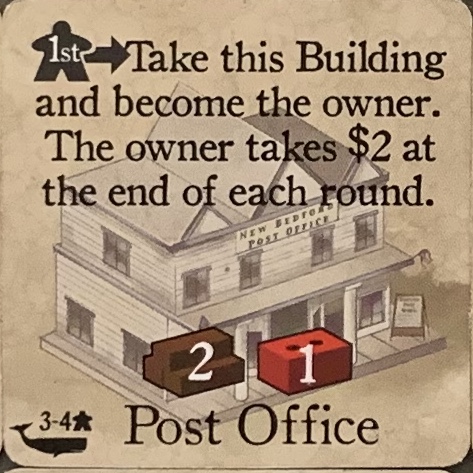 1st Take this Building
and become the owner.
The owner takes $2 at
the end of each round.
NEW BEDFORD
POST OFFICE
2 1
3-4 Post Office